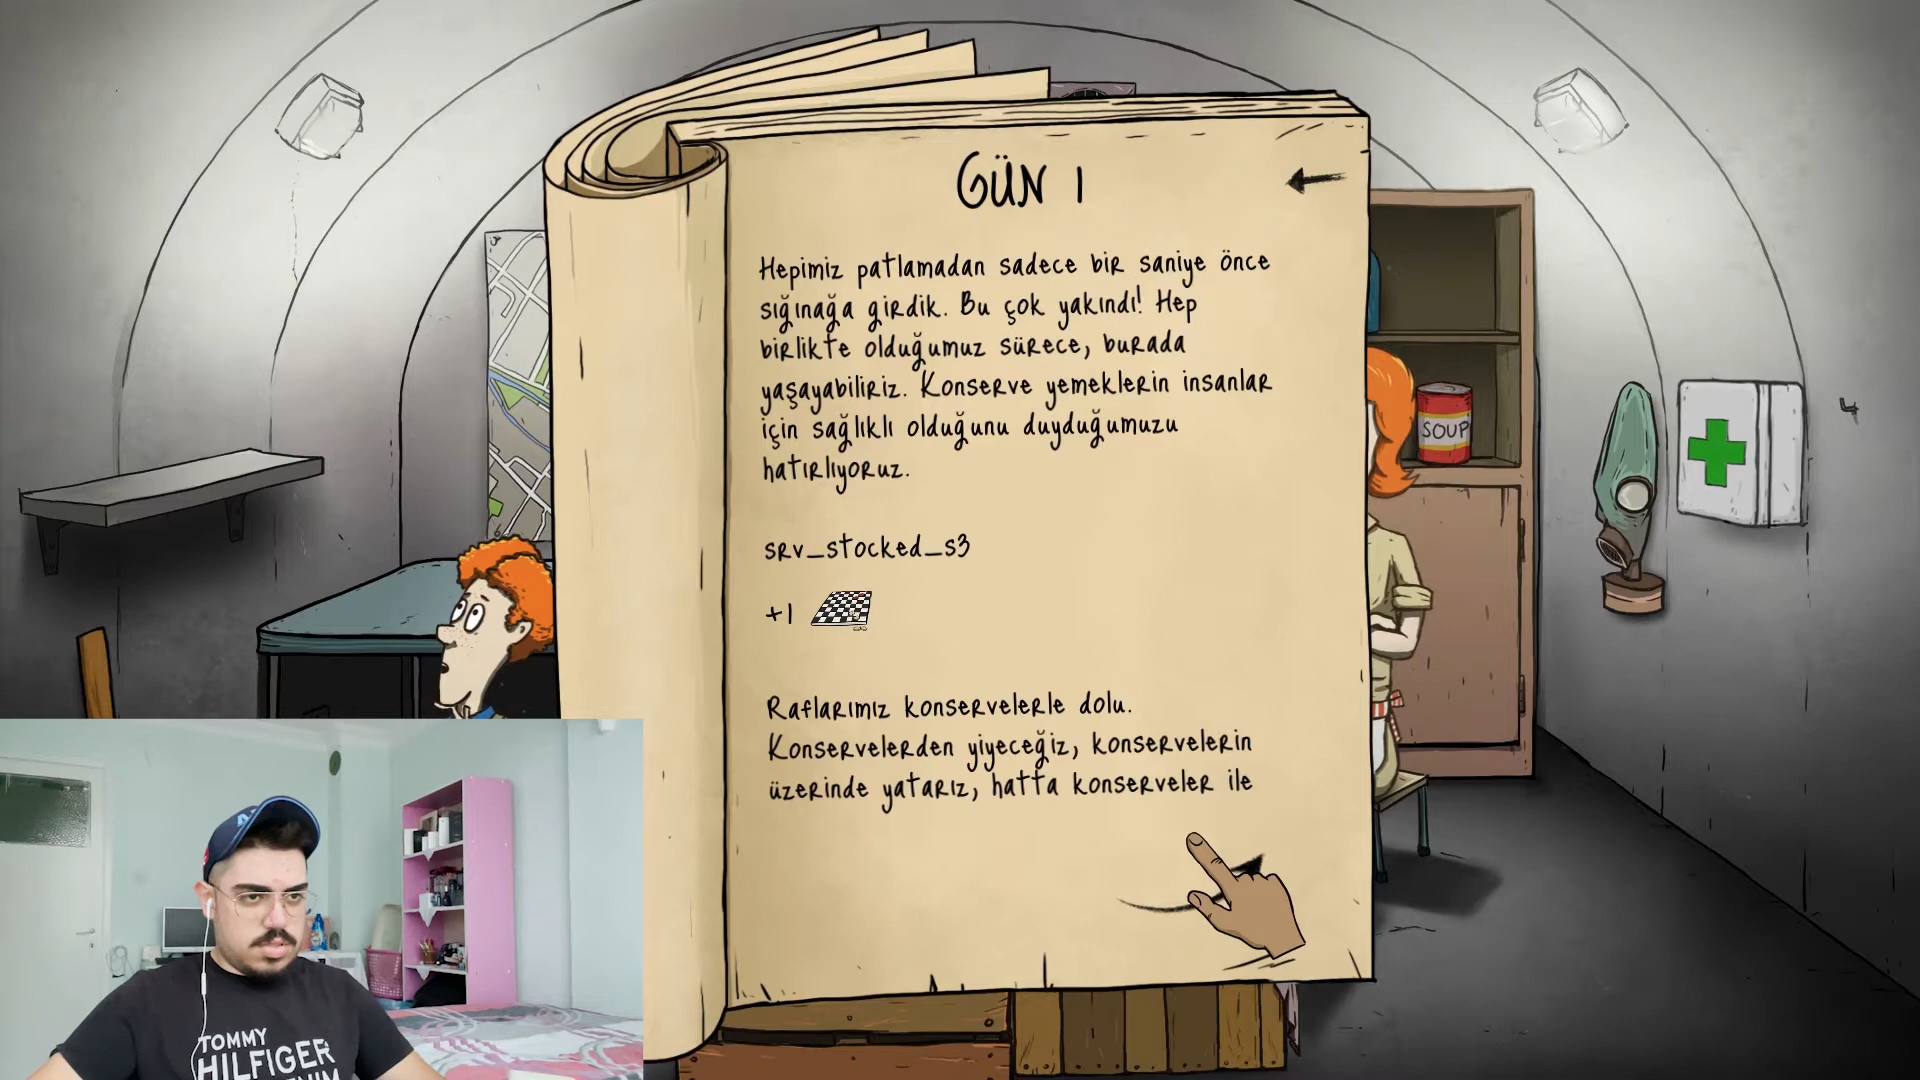 GÜN 1
Hepimiz patlamadan sadece bir saniye önce
sığınağa girdik. Bu çok yakındı! Hep
birlikte olduğumuz sürece, burada
yaşayabiliriz. Konserve yemeklerin insanlar
için sağlıklı olduğunu duyduğumuzu
hatırlıyoruz.
srv_stocked_s3
+1
Raflarımız konservelerle dolu.
Konservelerden yiyeceğiz, konservelerin
üzerinde yatarız, hatta konserveler ile
SOUP
TOMMY
HILFIGER